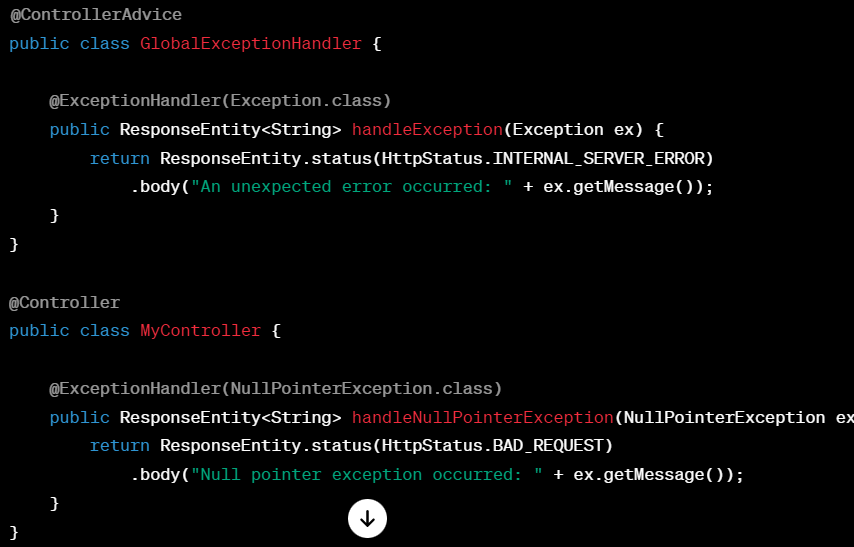 @ControllerAdvice
public class GlobalExceptionHandler {
@ExceptionHandler(Exception.class)
public ResponseEntity<String> handleException(Exception ex) {
return ResponseEntity.status(HttpStatus.INTERNAL_SERVER_ERROR)
.body("An unexpected error occurred: " + ex.getMessage());
}
}
@Controller
public class MyController {
@ExceptionHandler(NullPointerException.class)
public ResponseEntity<String> handleNullPointerException(NullPointerException ex
return ResponseEntity.status(HttpStatus.BAD_REQUEST)
.body("Null pointer exception occurred: " + ex.getMessage());
}
}